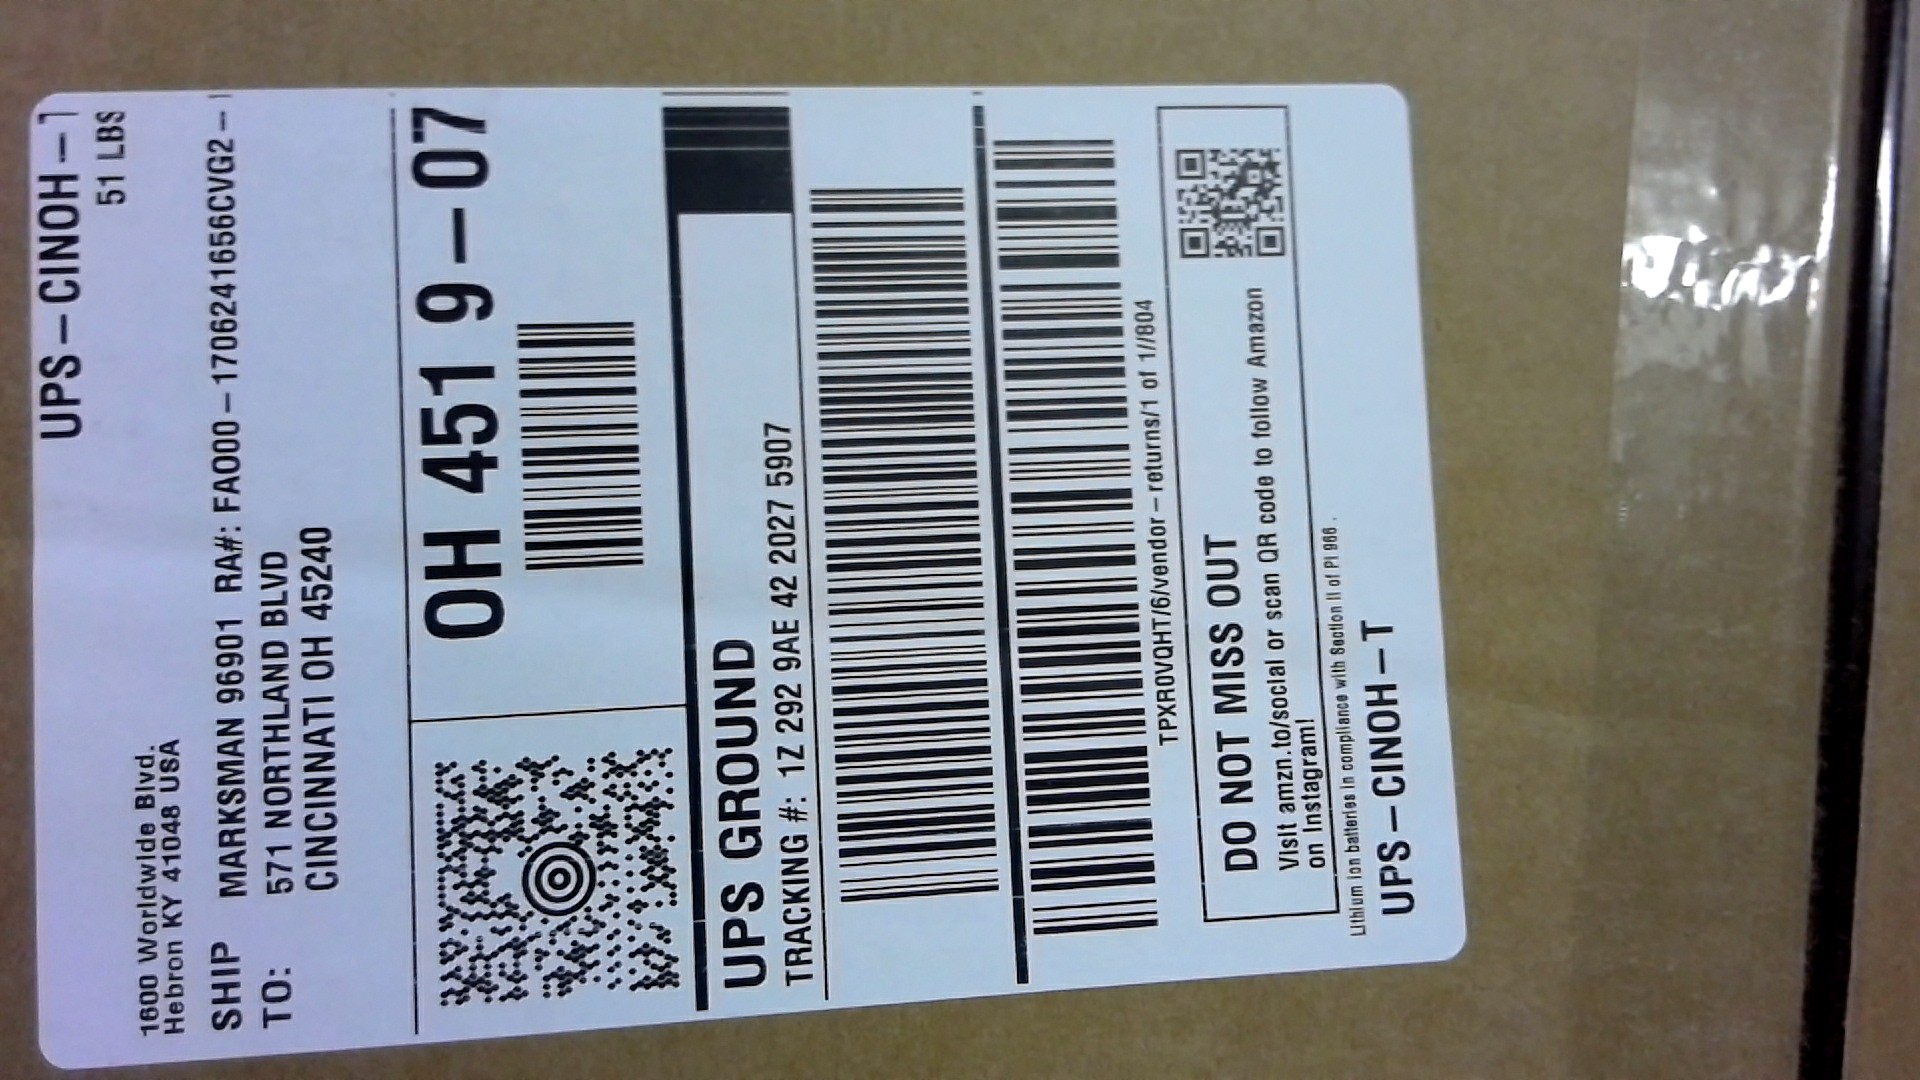 UPS-CINOH-T
51 LBS
1600 Worldwide Blvd.
Hebron KY 41048 USA
SHIP TO:
MARKSMAN 96901 RA#: FA000-1706241656CVG2-
571 NORTHLAND BLVD
CINCINNATI OH 45240
OH 451 9-07
UPS GROUND
TRACKING #: 1Z 292 9AE 42 2027 5907
TPXR0VQHT/6/vendor-returns/1 of 1//804
DO NOT MISS OUT
Visit amzn.to/social or scan QR code to follow Amazon
on Instagram!
Lithium ion batteries in compliance with Section II of PI 966 .
UPS-CINOH-T